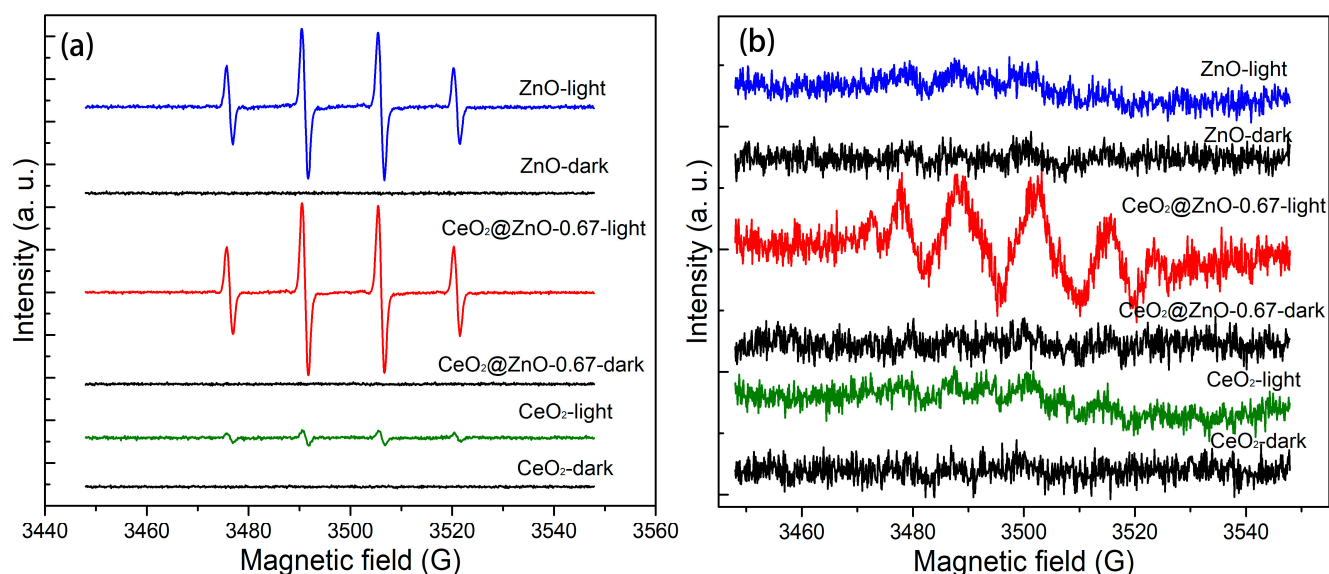 (a)
ZnO-light
ZnO-dark
CeO₂@ZnO-0.67-light
CeO₂@ZnO-0.67-dark
CeO₂-light
CeO₂-dark
Intensity (a. u.)
3440 3460 3480 3500 3520 3540 3560
Magnetic field (G)
(b)
ZnO-light
ZnO-dark
CeO₂@ZnO-0.67-light
CeO₂@ZnO-0.67-dark
CeO₂-light
CeO₂-dark
Intensity (a. u.)
3460 3480 3500 3520 3540
Magnetic field (G)